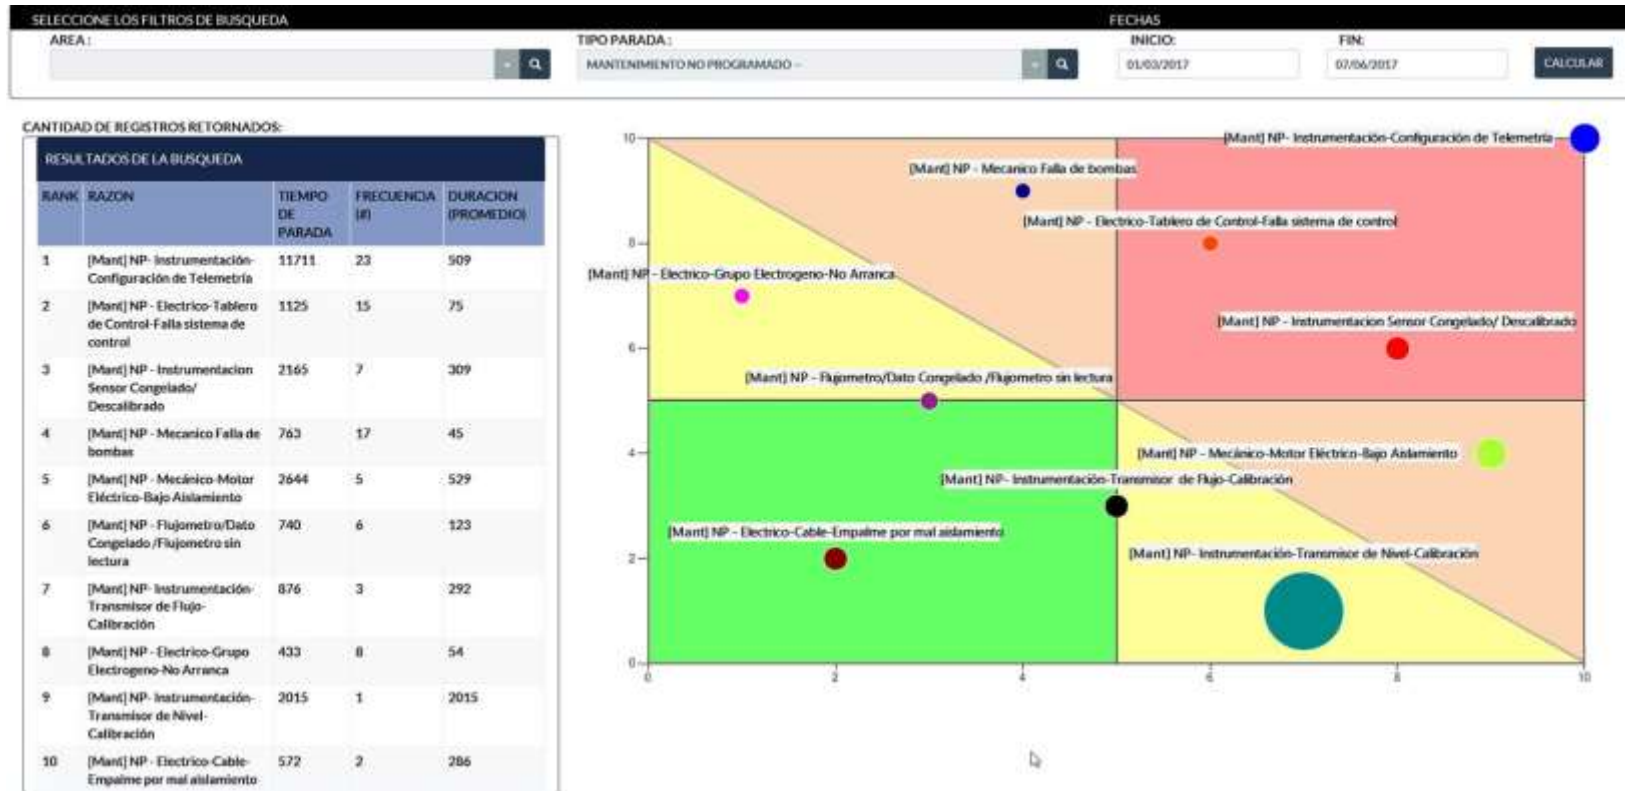 SELECCIONE LOS FILTROS DE BUSQUEDA
FECHAS
AREA :
TIPO PARADA :
INICIO:
FIN:
MANTENIMIENTO NO PROGRAMADO --
01/03/2017
07/06/2017
CALCULAR
CANTIDAD DE REGISTROS RETORNADOS:
RESULTADOS DE LA BUSQUEDA
RANK RAZON TIEMPO FRECUENCIA DURACION
DE (#) (PROMEDIO)
PARADA
1 [Mant] NP- Instrumentación- 11711 23 509
Configuración de Telemetría
2 [Mant] NP - Electrico-Tablero 1125 15 75
de Control-Falla sistema de
control
3 [Mant] NP - Instrumentacion 2165 7 309
Sensor Congelado/
Descalibrado
4 [Mant] NP - Mecanico Falla de 763 17 45
bombas
5 [Mant] NP - Mecánico-Motor 2644 5 529
Eléctrico-Bajo Aislamiento
6 [Mant] NP - Flujometro/Dato 740 6 123
Congelado /Flujometro sin
lectura
7 [Mant] NP- Instrumentación- 876 3 292
Transmisor de Flujo-
Calibración
8 [Mant] NP - Electrico-Grupo 433 8 54
Electrogeno-No Arranca
9 [Mant] NP- Instrumentación- 2015 1 2015
Transmisor de Nivel-
Calibración
10 [Mant] NP - Electrico-Cable- 572 2 286
Empalme por mal aislamiento
10
[Mant] NP- Instrumentación-Configuración de Telemetría
[Mant] NP - Mecanico Falla de bombas
[Mant] NP - Electrico-Tablero de Control-Falla sistema de control
8
[Mant] NP - Electrico-Grupo Electrogeno-No Arranca
[Mant] NP - Instrumentacion Sensor Congelado/ Descalibrado
6
[Mant] NP - Flujometro/Dato Congelado /Flujometro sin lectura
4
[Mant] NP - Mecánico-Motor Eléctrico-Bajo Aislamiento
[Mant] NP- Instrumentación-Transmisor de Flujo-Calibración
[Mant] NP - Electrico-Cable-Empalme por mal aislamiento
2
[Mant] NP- Instrumentación-Transmisor de Nivel-Calibración
0
0 2 4 6 8 10